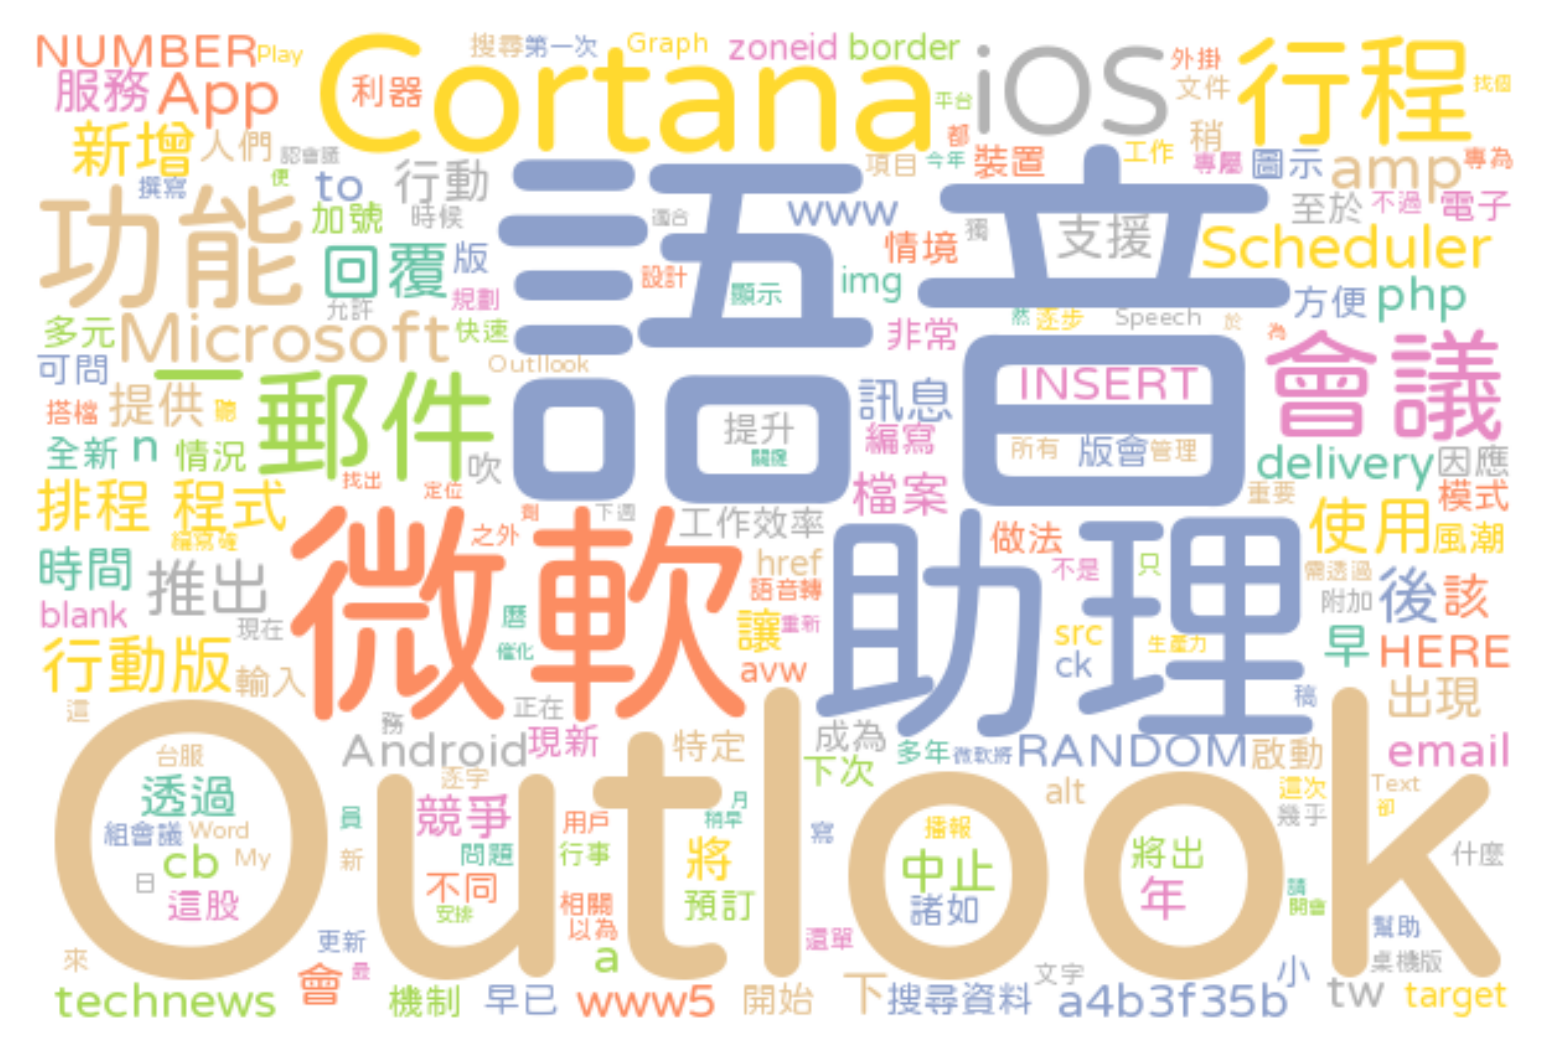 NUMBER
Play
Cortana
搜尋
第一次
Graph
zoneid
border
iOS
外掛
行程
服務
App
利器
平台
文件
找個
新增
人們
認會議
都
稍
撰寫
便
to
行動
語音
項目
今年
裝置
工作
專屬
圖示
amp
專為
功能
加號
時候
適合
www
獨
支援
至於
不過
電子
回覆
版
設計
情境
Scheduler
規劃
顯示
img
方便
php
允許
多元
Microsoft
快速
非常
然
逐步
Speech
於
為
可問
一
Outllook
會議
搭檔
提供
聽
郵件
提升
訊息
INSERT
全新
n
情況
吹
關鍵
編寫
所有
版會
管理
delivery
因應
找出
定位
檔案
重要
模式
排程
程式
劑
下週
工作效率
使用
風潮
編寫確
微軟
之外
做法
助理
時間
推出
href
不是
只
需透過
語音轉
附加
後
該
blank
現在
曆
讓
重新
src
生產力
早
HERE
行動版
輸入
催化
avw
ck
出現
這
正在
稿
務
Outlook
Android
現新
特定
成為
多年
微軟將
RANDOM
啟動
email
台服
逐字
下次
透過
alt
這次
Text
卻
競爭
月
組會議
Word
員
用戶
稍早
寫
播報
幾乎
cb
My
新
問題
行事
將
中止
將出
什麼
日
不同
年
請
這股
安排
相關
預訂
諸如
開會
以為
更新
還單
幫助
來
會
最
a
文字
小
桌機版
technews
機制
早已
www5
開始
下
搜尋資料
a4b3f35b
tw
target